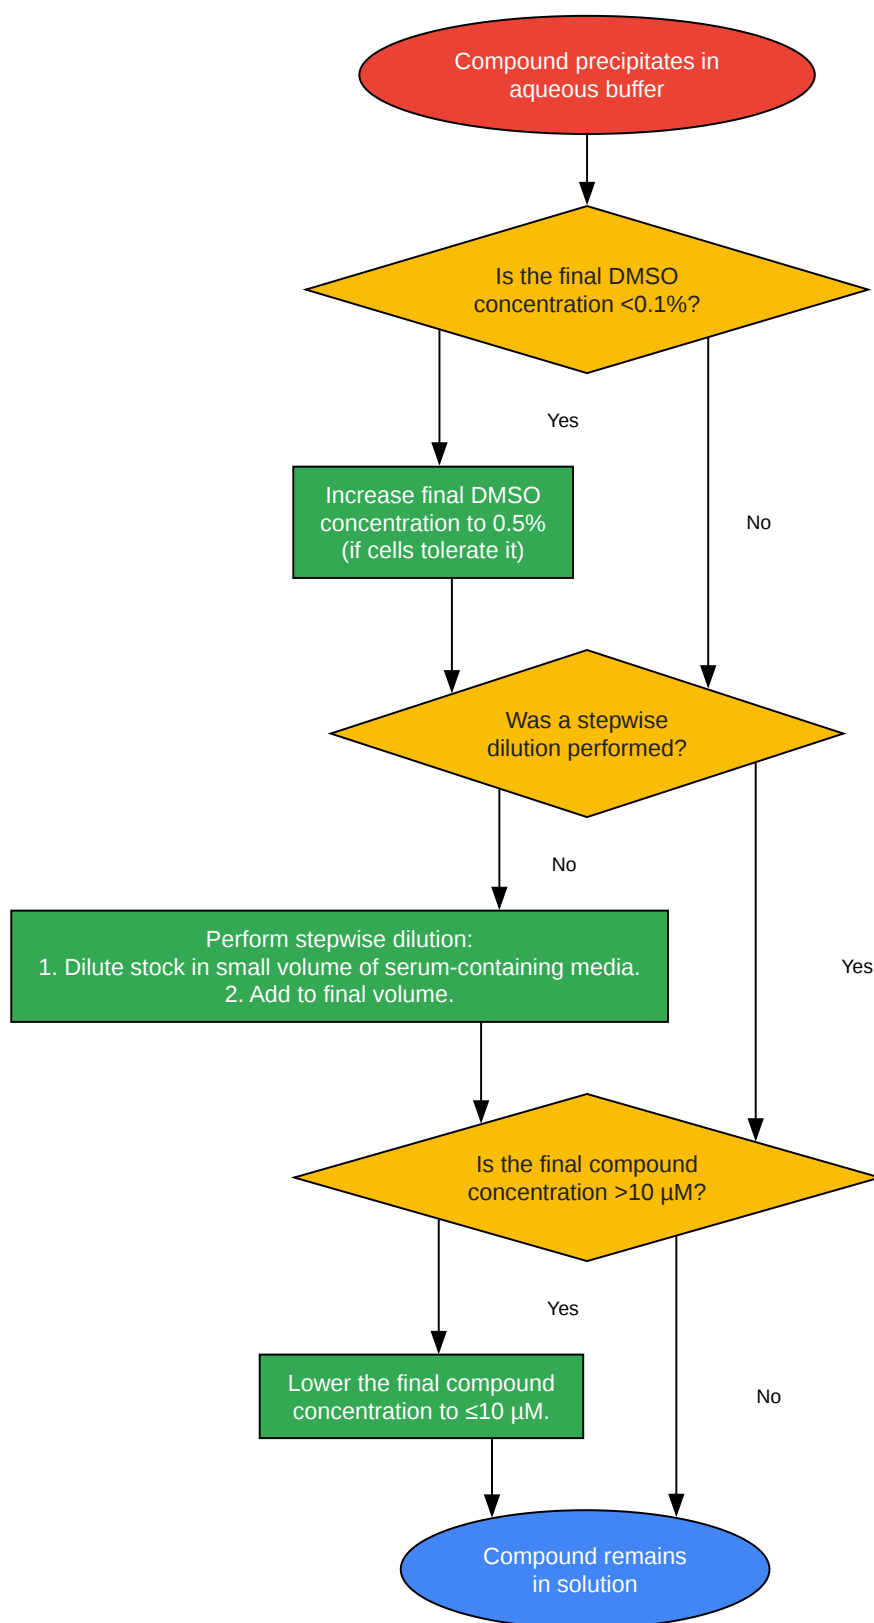 Compound precipitates in
aqueous buffer
Is the final DMSO
concentration <0.1%?
Yes
Increase final DMSO
concentration to 0.5%
(if cells tolerate it)
No
Was a stepwise
dilution performed?
No
Perform stepwise dilution:
1. Dilute stock in small volume of serum-containing media.
2. Add to final volume.
Yes
Is the final compound
concentration >10 µM?
Yes
Lower the final compound
concentration to ≤10 µM.
No
Compound remains
in solution